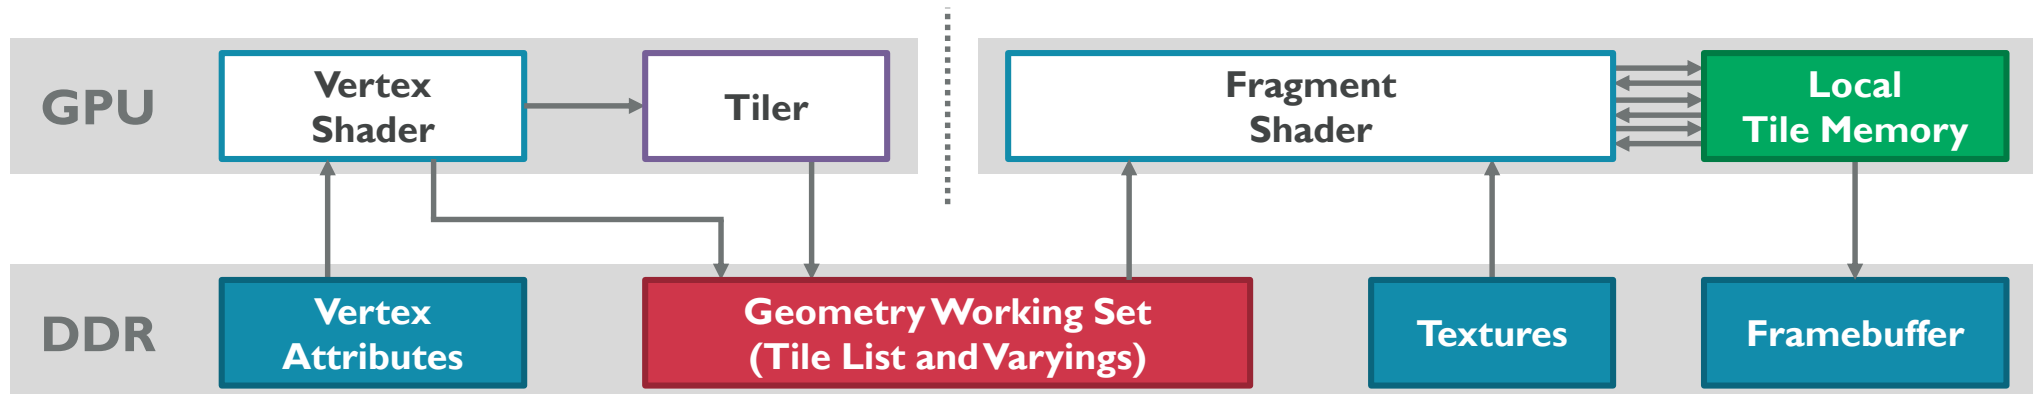 GPU
Vertex
Shader
Tiler
Fragment
Shader
Local
Tile Memory
DDR
Vertex
Attributes
Geometry Working Set
(Tile List and Varyings)
Textures
Framebuffer